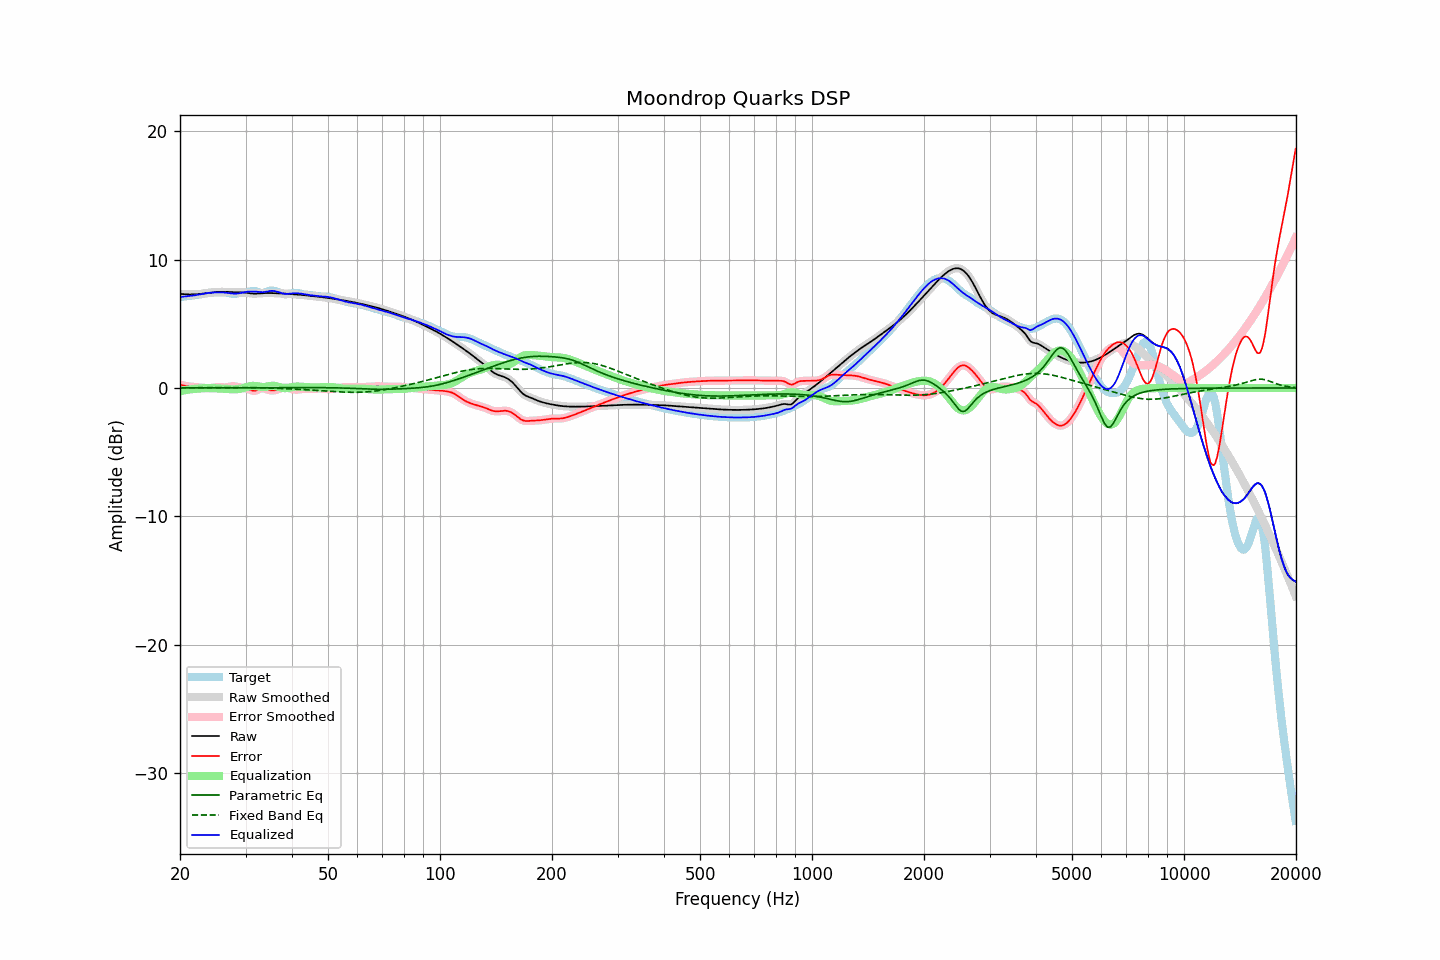 Moondrop Quarks DSP
20
10
0
−10
−20
−30
Amplitude (dBr)
Target
Raw Smoothed
Error Smoothed
Raw
Error
Equalization
Parametric Eq
Fixed Band Eq
Equalized
20 50 100 200 500 1000 2000 5000 10000 20000
Frequency (Hz)